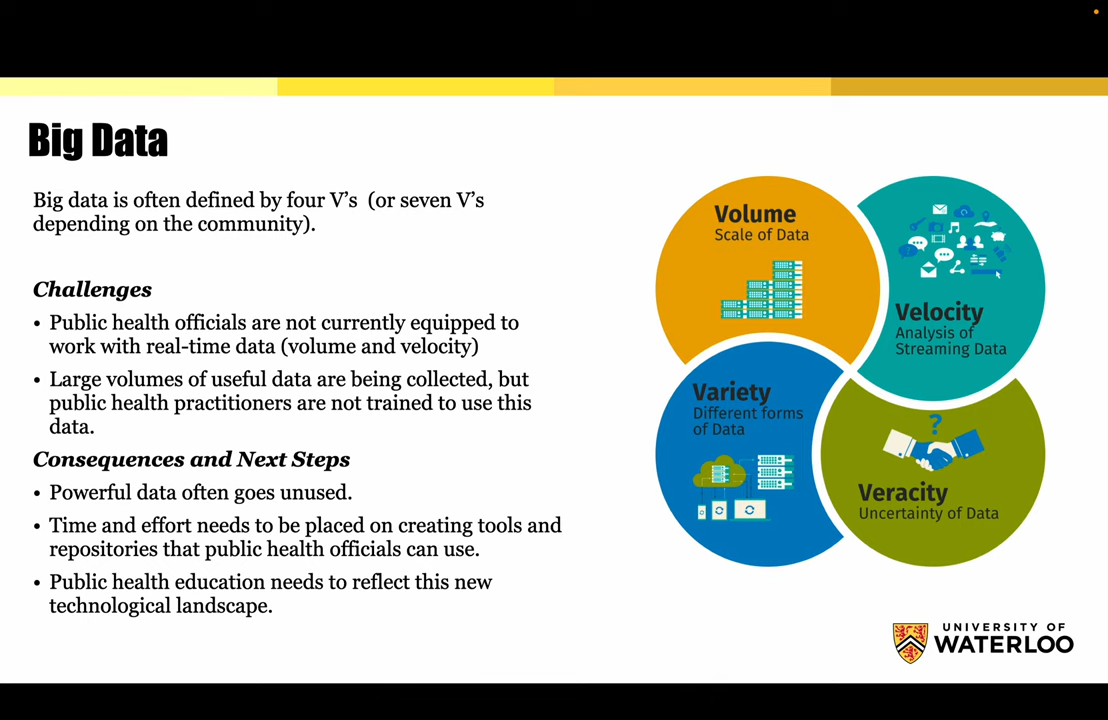 Big Data
Big data is often defined by four V's (or seven V's
depending on the community).
Challenges
• Public health officials are not currently equipped to
work with real-time data (volume and velocity)
• Large volumes of useful data are being collected, but
public health practitioners are not trained to use this
data.
Consequences and Next Steps
• Powerful data often goes unused.
• Time and effort needs to be placed on creating tools and
repositories that public health officials can use.
• Public health education needs to reflect this new
technological landscape.
Volume
Scale of Data
Velocity
Analysis of
Streaming Data
Variety
Different forms
of Data
?
Veracity
Uncertainty of Data
UNIVERSITY OF
WATERLOO